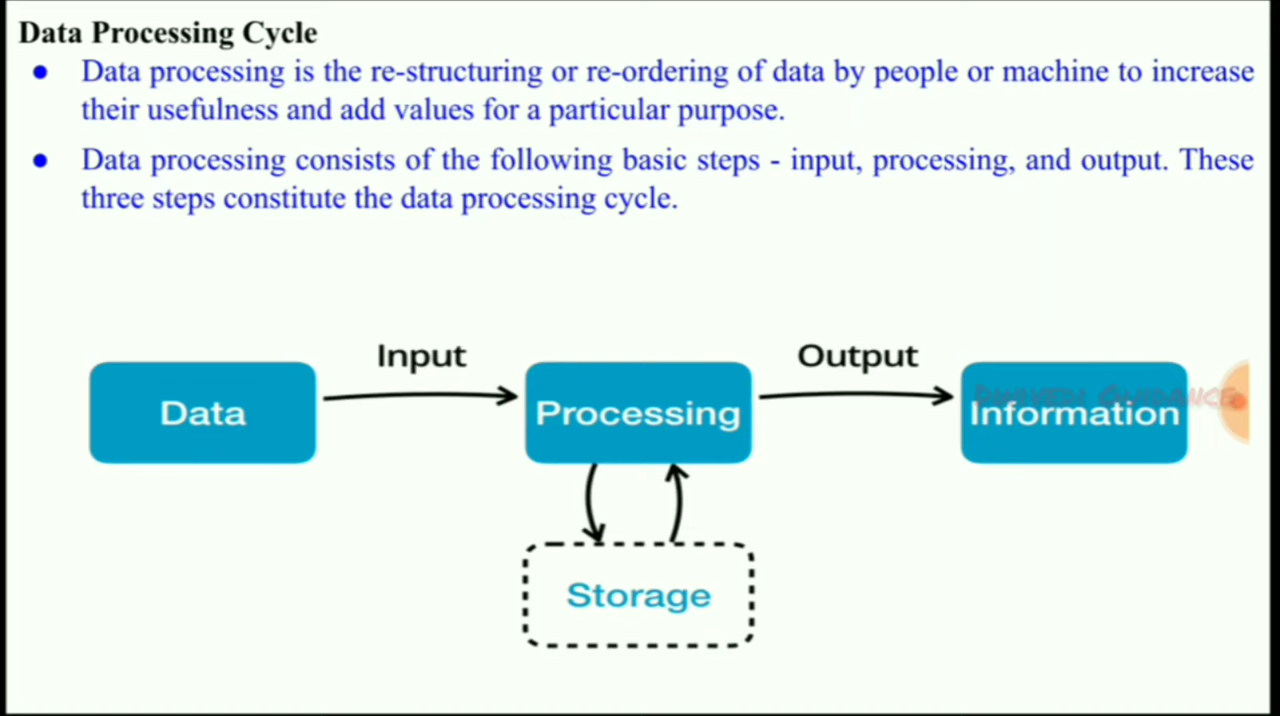 Data Processing Cycle
● Data processing is the re-structuring or re-ordering of data by people or machine to increase
their usefulness and add values for a particular purpose.
● Data processing consists of the following basic steps - input, processing, and output. These
three steps constitute the data processing cycle.
Input
Output
Data
Processing
Information
Storage